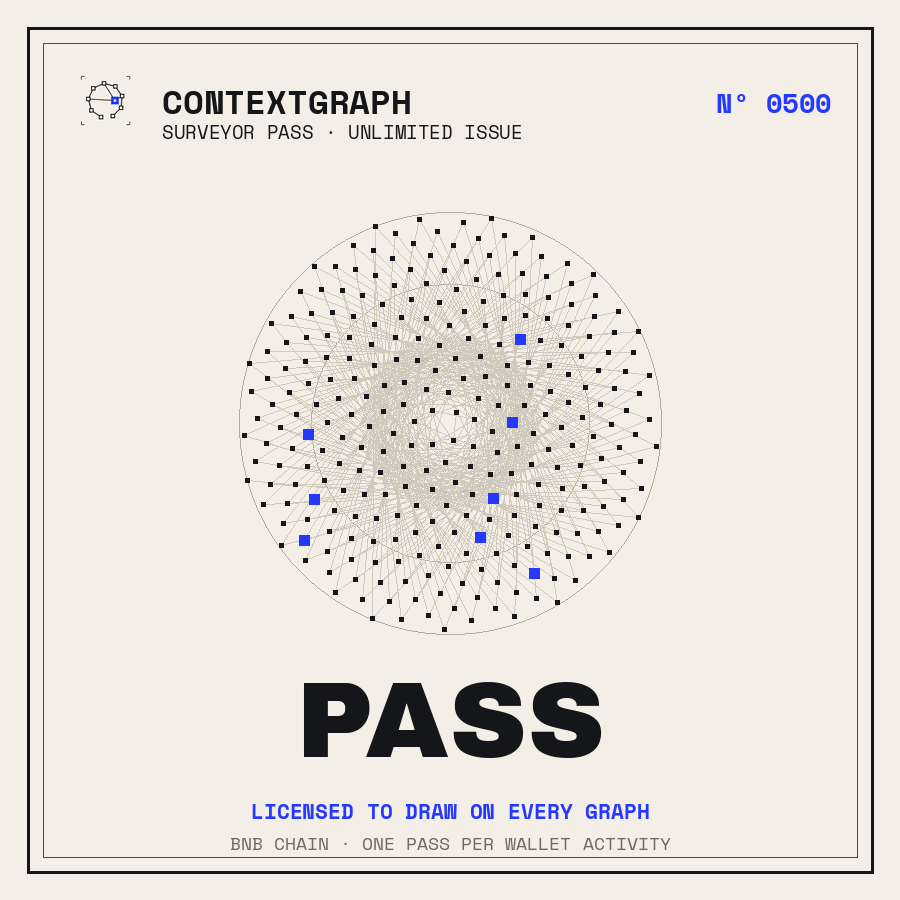 CONTEXTGRAPH
N° 0500
SURVEYOR PASS · UNLIMITED ISSUE
PASS
LICENSED TO DRAW ON EVERY GRAPH
BNB CHAIN · ONE PASS PER WALLET ACTIVITY